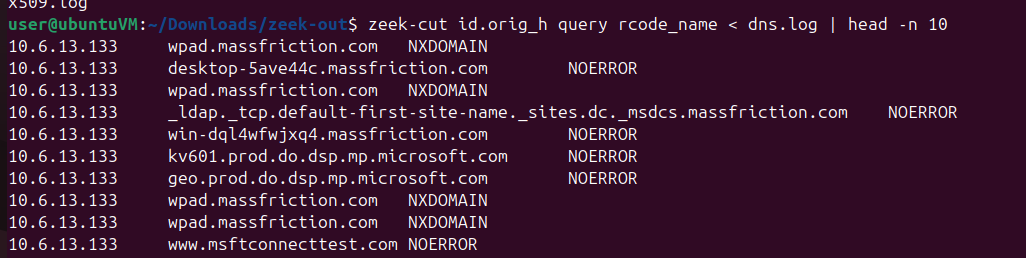 x509.log
user@ubuntuVM:~/Downloads/zeek-out$ zeek-cut id.orig_h query rcode_name < dns.log | head -n 10
10.6.13.133 wpad.massfriction.com NXDOMAIN
10.6.13.133 desktop-5ave44c.massfriction.com NOERROR
10.6.13.133 wpad.massfriction.com NXDOMAIN
10.6.13.133 _ldap._tcp.default-first-site-name._sites.dc._msdcs.massfriction.com NOERROR
10.6.13.133 win-dql4wfwjxq4.massfriction.com NOERROR
10.6.13.133 kv601.prod.do.dsp.mp.microsoft.com NOERROR
10.6.13.133 geo.prod.do.dsp.mp.microsoft.com NOERROR
10.6.13.133 wpad.massfriction.com NXDOMAIN
10.6.13.133 wpad.massfriction.com NXDOMAIN
10.6.13.133 www.msftconnecttest.com NOERROR